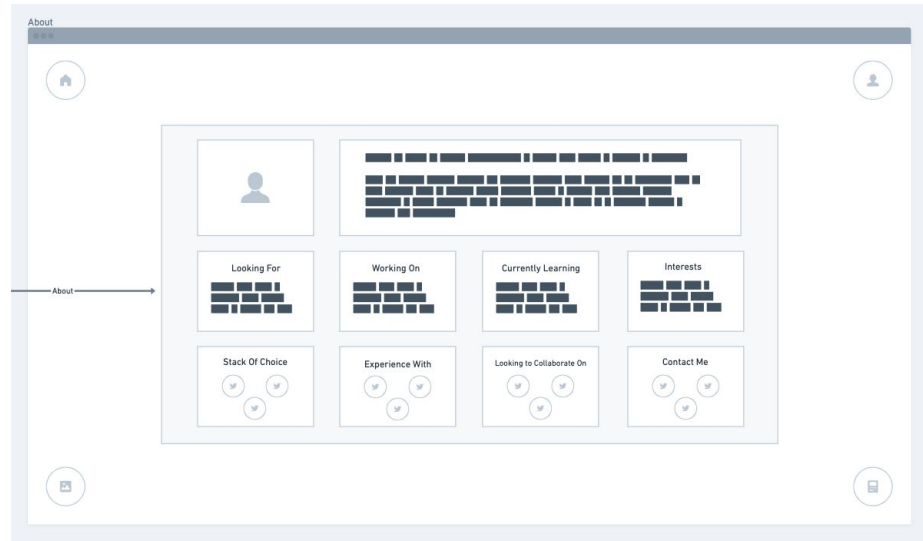 About
About
Looking For
Working On
Currently Learning
Interests
Stack Of Choice
Experience With
Looking to Collaborate On
Contact Me